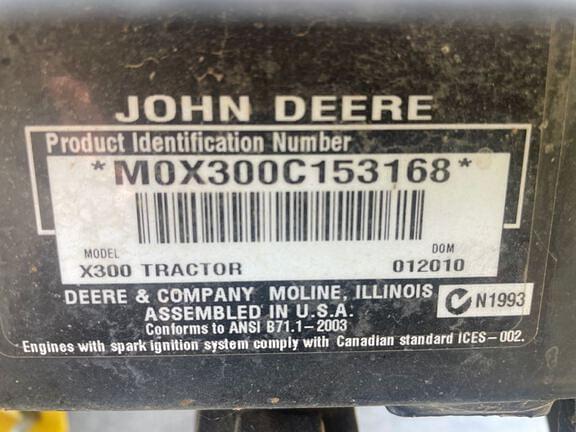 JOHN DEERE
Product Identification Number
*M0X300C153168*
MODEL DOM
X300 TRACTOR 012010
DEERE & COMPANY MOLINE, ILLINOIS
ASSEMBLED IN U.S.A.
N1993
Conforms to ANSI B71.1-2003
Engines with spark ignition system comply with Canadian standard ICES-002.